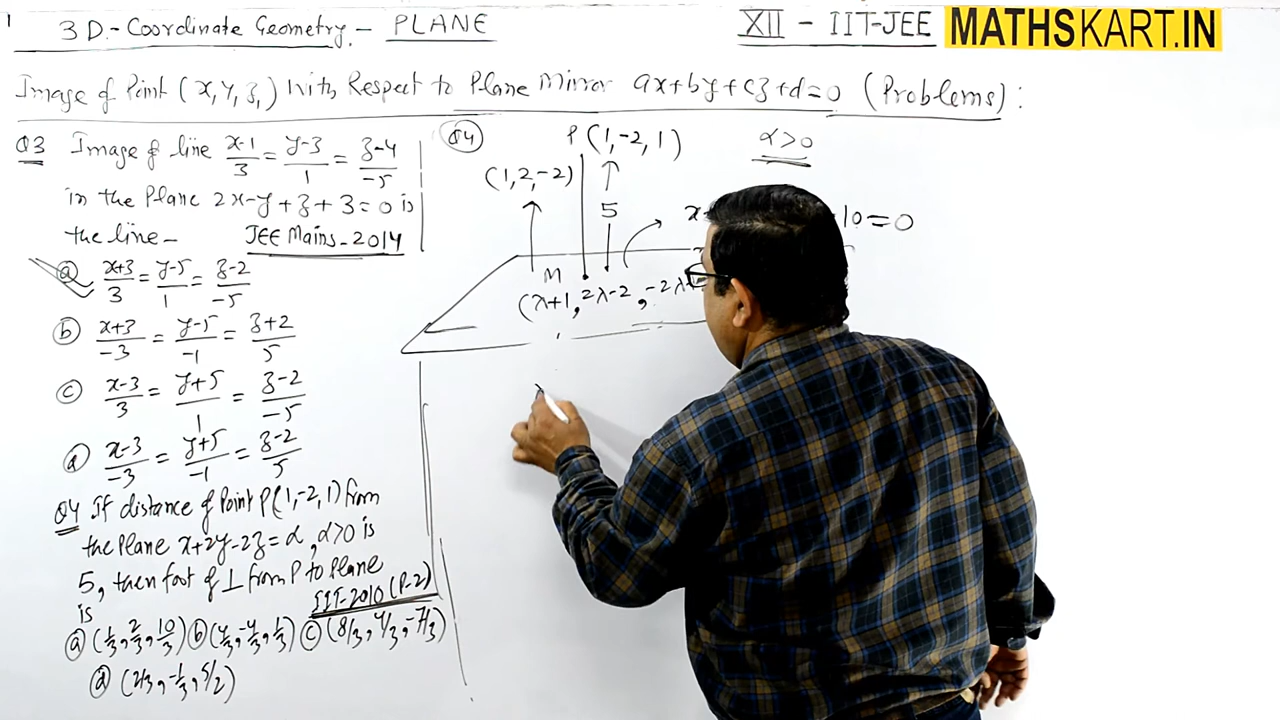 1
3D.-Coordinate Geometry.- PLANE
XII - IIT-JEE MATHSKART.IN
Image of Point (x,y,z,) With Respect to Plane Mirror ax+by+cz+d=0 (Problems):
Q3 Image of line x-1/3 = y-3/1 = z-4/-5
in the Plane 2x-y+z+3=0 is
the line- JEE Mains-2014
(a) x+3/3 = y-5/1 = z-2/-5
(b) x+3/-3 = y-5/-1 = z+2/5
(c) x-3/3 = y+5/1 = z-2/-5
(d) x-3/-3 = y+5/-1 = z-2/5
Q4 If distance of Point P(1,-2,1) from
the Plane x+2y-2z=α, α>0 is
5, then foot of ⊥ from P to Plane
is IIT-2010 (P-2)
(a) (1/3, 2/3, 10/3) (b) (4/3, -4/3, 1/3) (c) (8/3, 4/3, -7/3)
(d) (2/3, -1/3, 5/2)
Q4
P(1,-2,1)
α>0
(1,2,-2)
5
10=0
M
(λ+1, 2λ-2, -2λ